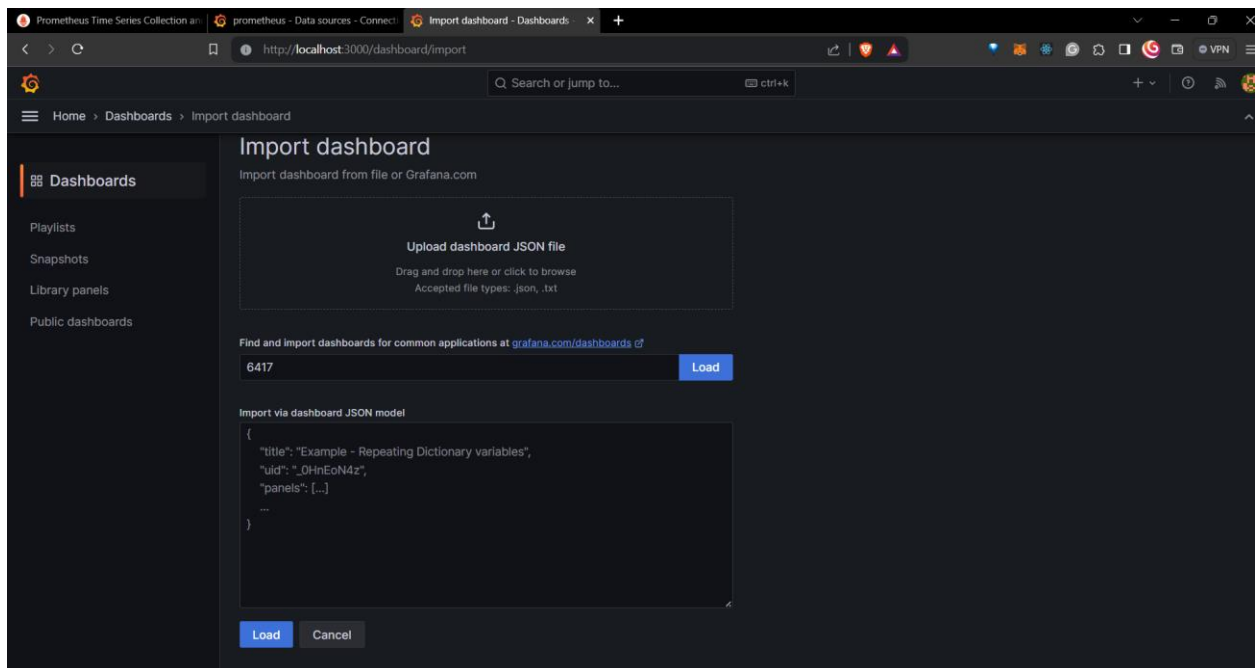 Prometheus Time Series Collection an
prometheus - Data sources - Connecti
Import dashboard - Dashboards -
http://localhost:3000/dashboard/import
VPN
Search or jump to...
ctrl+k
Home › Dashboards › Import dashboard
Dashboards
Playlists
Snapshots
Library panels
Public dashboards
Import dashboard
Import dashboard from file or Grafana.com
Upload dashboard JSON file
Drag and drop here or click to browse
Accepted file types: .json, .txt
Find and import dashboards for common applications at grafana.com/dashboards
6417
Load
Import via dashboard JSON model
{
"title": "Example - Repeating Dictionary variables",
"uid": "_0HnEoN4z",
"panels": [...]
...
}
Load
Cancel